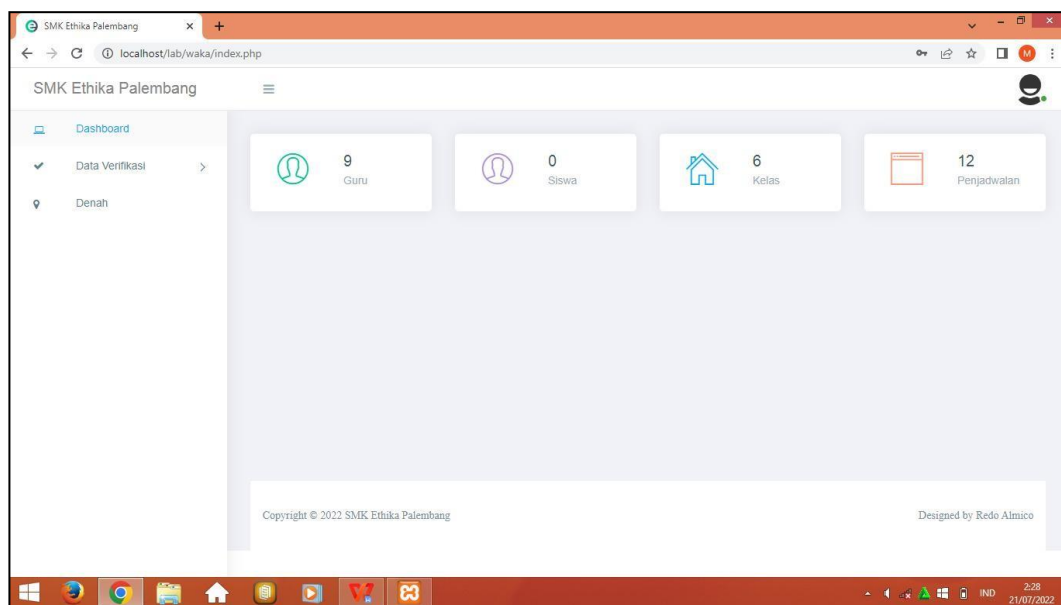 SMK Ethika Palembang
localhost/lab/waka/index.php
M
SMK Ethika Palembang
Dashboard
Data Verifikasi
Denah
9
Guru
0
Siswa
6
Kelas
12
Penjadwalan
Copyright © 2022 SMK Ethika Palembang
Designed by Redo Almico
IND
2:28
21/07/2022